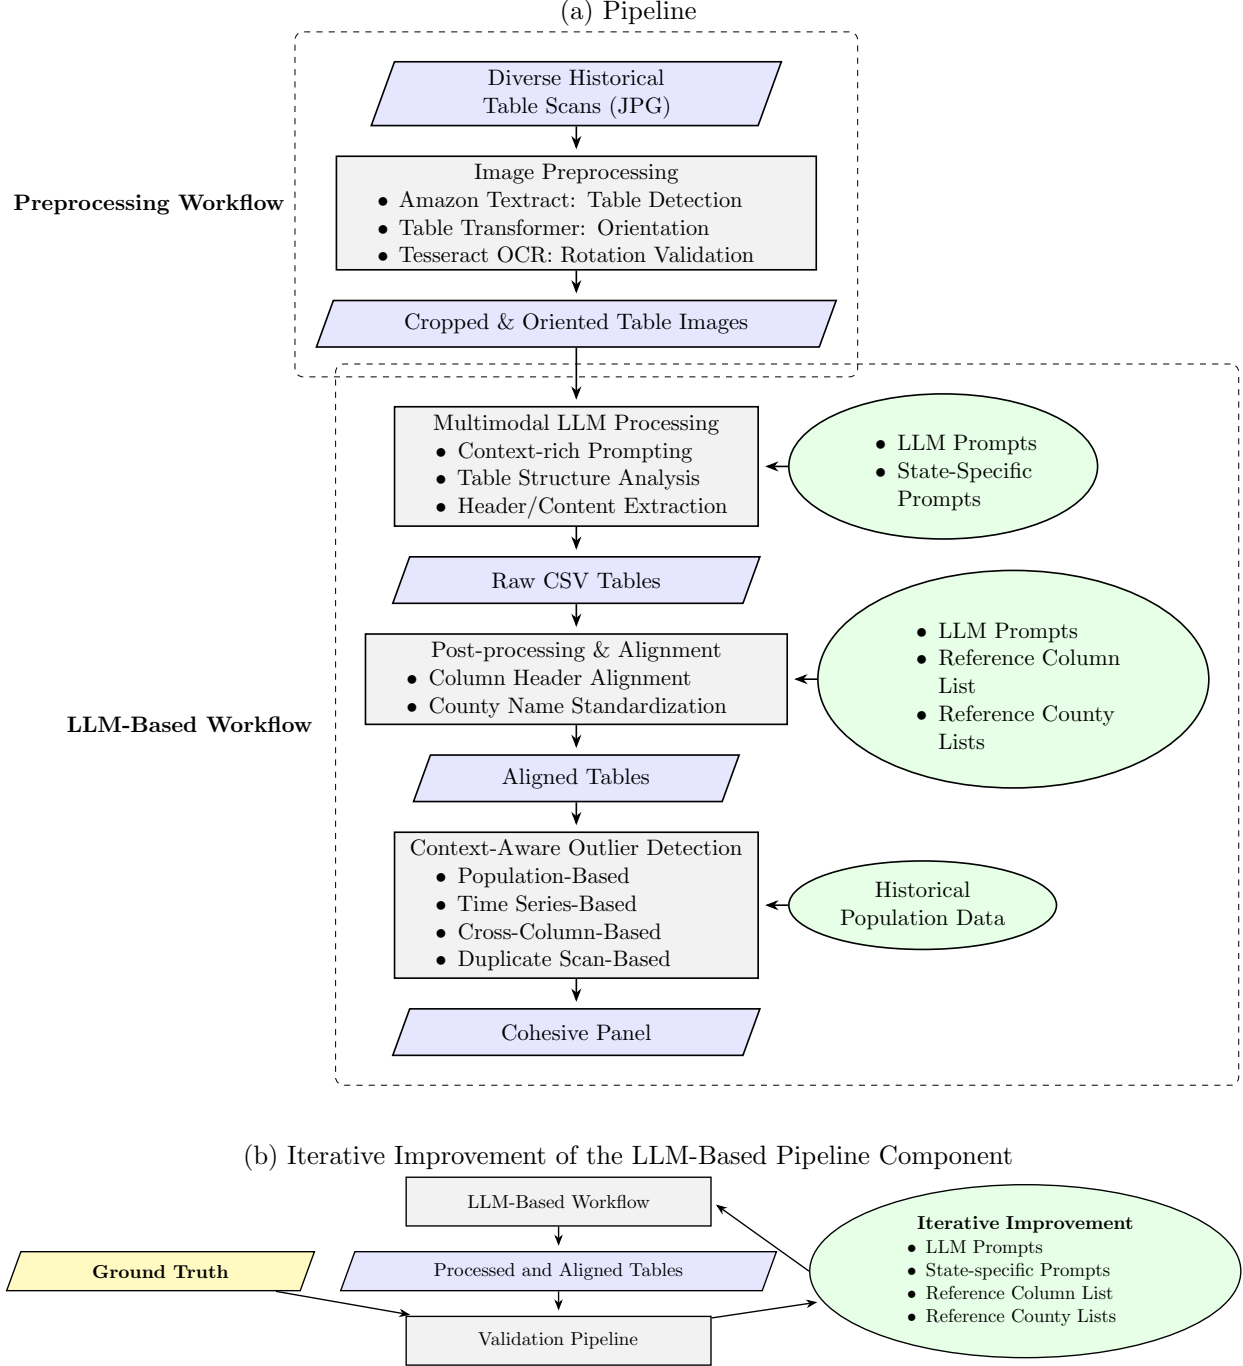 (a) Pipeline
Diverse Historical
Table Scans (JPG)
Preprocessing Workflow
Image Preprocessing
• Amazon Textract: Table Detection
• Table Transformer: Orientation
• Tesseract OCR: Rotation Validation
Cropped & Oriented Table Images
LLM-Based Workflow
Multimodal LLM Processing
• Context-rich Prompting
• Table Structure Analysis
• Header/Content Extraction
• LLM Prompts
• State-Specific
Prompts
Raw CSV Tables
Post-processing & Alignment
• Column Header Alignment
• County Name Standardization
• LLM Prompts
• Reference Column
List
• Reference County
Lists
Aligned Tables
Context-Aware Outlier Detection
• Population-Based
• Time Series-Based
• Cross-Column-Based
• Duplicate Scan-Based
Historical
Population Data
Cohesive Panel
(b) Iterative Improvement of the LLM-Based Pipeline Component
LLM-Based Workflow
Ground Truth
Processed and Aligned Tables
Validation Pipeline
Iterative Improvement
• LLM Prompts
• State-specific Prompts
• Reference Column List
• Reference County Lists